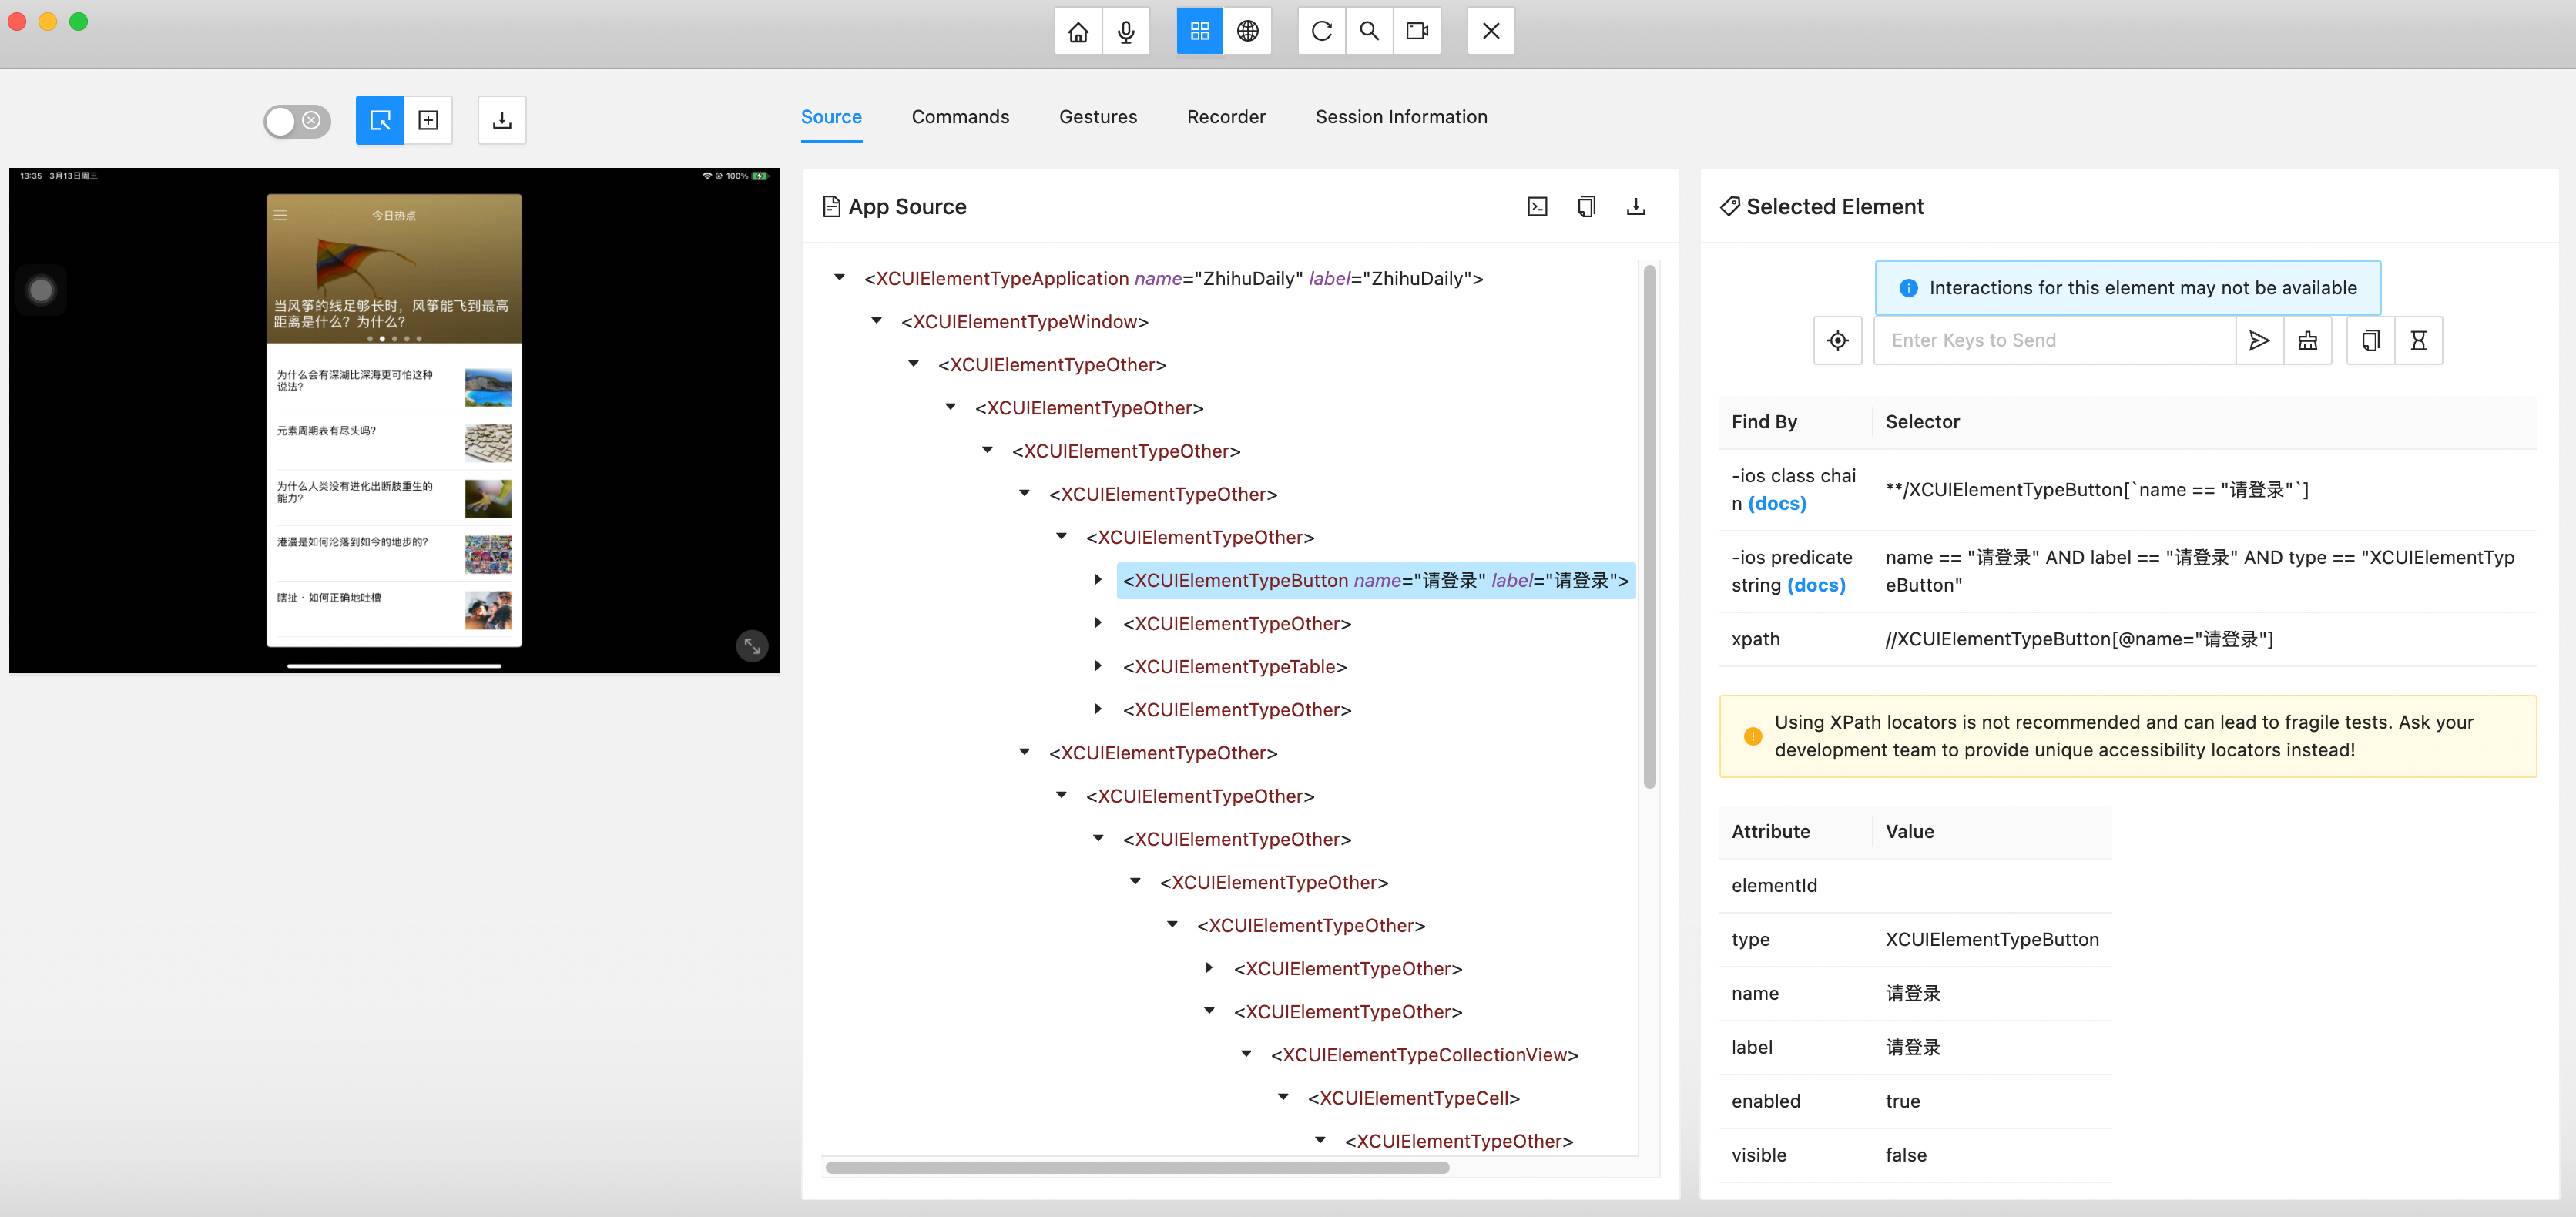 Source
Commands
Gestures
Recorder
Session Information
13:35 3月13日周三
100%
今日热点
当风筝的线足够长时，风筝能飞到最高
距离是什么？为什么？
为什么会有深湖比深海更可怕这种
说法？
元素周期表有尽头吗？
为什么人类没有进化出断肢重生的
能力？
港漫是如何沦落到如今的地步的？
瞎扯 · 如何正确地吐槽
App Source
<XCUIElementTypeApplication name="ZhihuDaily" label="ZhihuDaily">
<XCUIElementTypeWindow>
<XCUIElementTypeOther>
<XCUIElementTypeOther>
<XCUIElementTypeOther>
<XCUIElementTypeOther>
<XCUIElementTypeOther>
<XCUIElementTypeButton name="请登录" label="请登录">
<XCUIElementTypeOther>
<XCUIElementTypeTable>
<XCUIElementTypeOther>
<XCUIElementTypeOther>
<XCUIElementTypeOther>
<XCUIElementTypeOther>
<XCUIElementTypeOther>
<XCUIElementTypeOther>
<XCUIElementTypeOther>
<XCUIElementTypeOther>
<XCUIElementTypeCollectionView>
<XCUIElementTypeCell>
<XCUIElementTypeOther>
Selected Element
Interactions for this element may not be available
Enter Keys to Send
Find By
Selector
-ios class chai
n (docs)
**/XCUIElementTypeButton[`name == "请登录"`]
-ios predicate
string (docs)
name == "请登录" AND label == "请登录" AND type == "XCUIElementTyp
eButton"
xpath
//XCUIElementTypeButton[@name="请登录"]
Using XPath locators is not recommended and can lead to fragile tests. Ask your
development team to provide unique accessibility locators instead!
Attribute
Value
elementId
type
XCUIElementTypeButton
name
请登录
label
请登录
enabled
true
visible
false